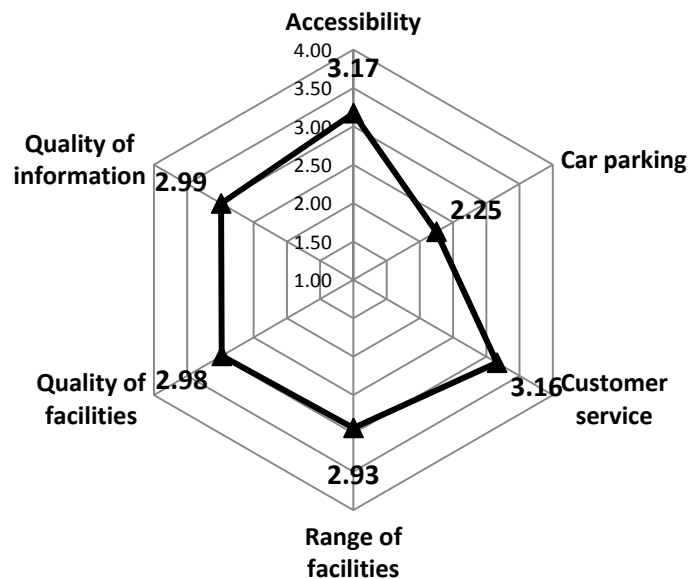 Accessibility
4.00
3.17
3.50
3.00
2.50
2.00
1.50
1.00
Car parking
2.25
Customer
service
3.16
Range of
facilities
2.93
Quality of
facilities
2.98
Quality of
information
2.99